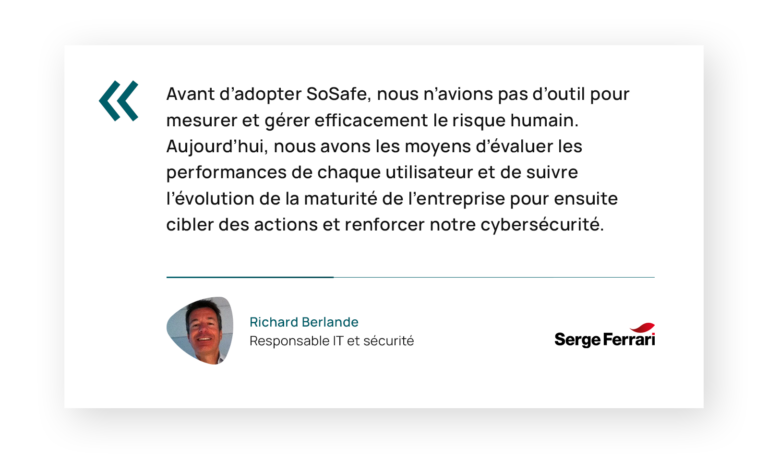 Avant d’adopter SoSafe, nous n’avions pas d’outil pour
mesurer et gérer efficacement le risque humain.
Aujourd’hui, nous avons les moyens d’évaluer les
performances de chaque utilisateur et de suivre
l’évolution de la maturité de l’entreprise pour ensuite
cibler des actions et renforcer notre cybersécurité.
Richard Berlande
Responsable IT et sécurité
Serge Ferrari